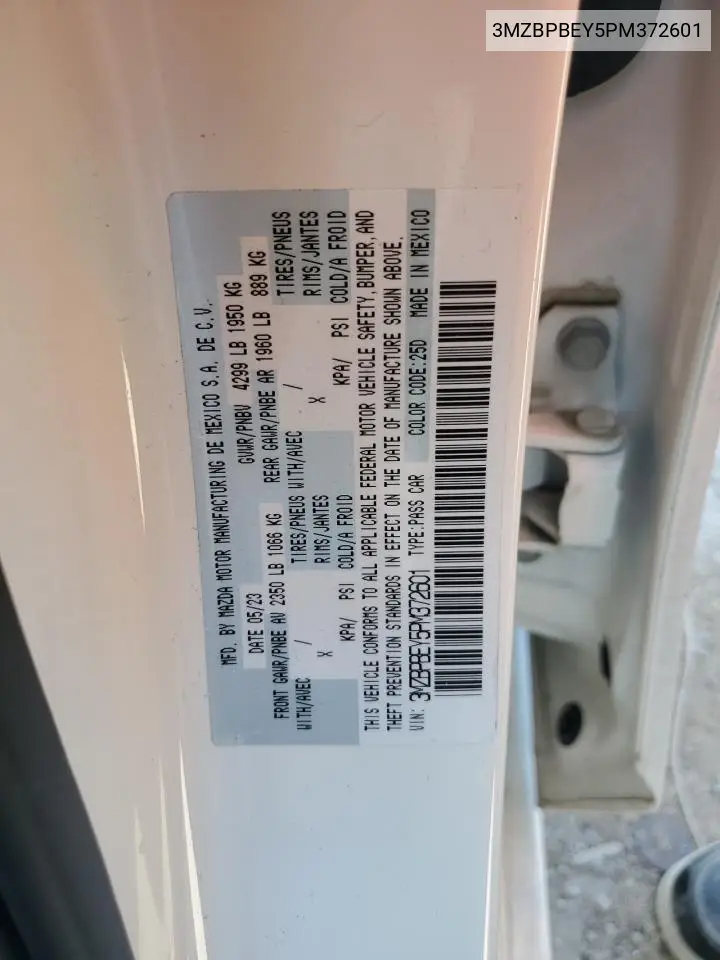 3MZBPBEY5PM372601
MFD. BY MAZDA MOTOR MANUFACTURING DE MEXICO S.A. DE C.V.
DATE 05/23 GVWR/PNBV 4299 LB 1950 KG
FRONT GAWR/PNBE AV 2350 LB 1066 KG REAR GAWR/PNBE AR 1960 LB 889 KG
WITH/AVEC / TIRES/PNEUS WITH/AVEC / TIRES/PNEUS
X RIMS/JANTES X RIMS/JANTES
KPA/ PSI COLD/A FROID KPA/ PSI COLD/A FROID
THIS VEHICLE CONFORMS TO ALL APPLICABLE FEDERAL MOTOR VEHICLE SAFETY, BUMPER, AND
THEFT PREVENTION STANDARDS IN EFFECT ON THE DATE OF MANUFACTURE SHOWN ABOVE.
VIN: 3MZBPBEY5PM372601 TYPE:PASS CAR COLOR CODE:25D MADE IN MEXICO